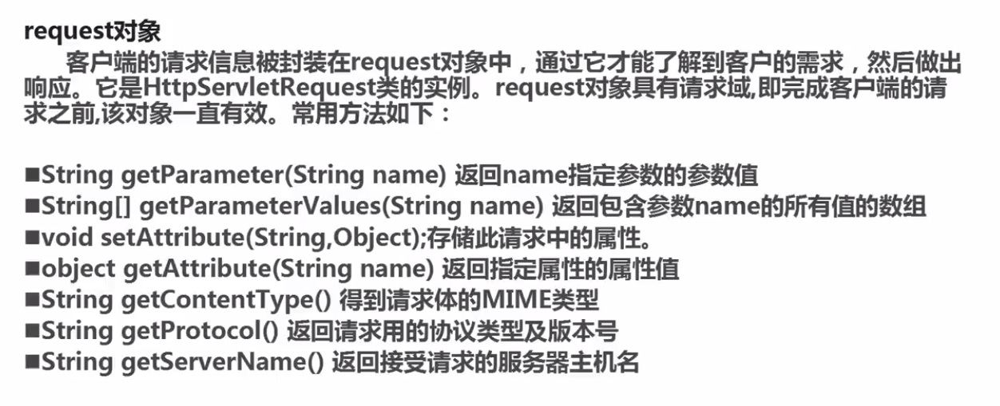 request对象
客户端的请求信息被封装在request对象中，通过它才能了解到客户的需求，然后做出
响应。它是HttpServletRequest类的实例。request对象具有请求域,即完成客户端的请
求之前,该对象一直有效。常用方法如下：
■String getParameter(String name) 返回name指定参数的参数值
■String[] getParameterValues(String name) 返回包含参数name的所有值的数组
■void setAttribute(String,Object);存储此请求中的属性。
■object getAttribute(String name) 返回指定属性的属性值
■String getContentType() 得到请求体的MIME类型
■String getProtocol() 返回请求用的协议类型及版本号
■String getServerName() 返回接受请求的服务器主机名